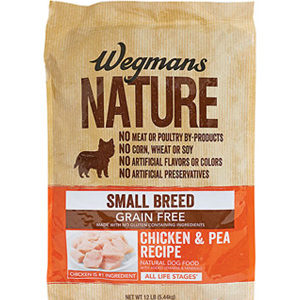 Wegmans
NATURE
NO MEAT OR POULTRY BY-PRODUCTS
NO CORN, WHEAT OR SOY
NO ARTIFICIAL FLAVORS OR COLORS
NO ARTIFICIAL PRESERVATIVES
SMALL BREED
GRAIN FREE
MADE WITH NO GLUTEN CONTAINING INGREDIENTS
CHICKEN & PEA
RECIPE
NATURAL DOG FOOD
CHICKEN IS #1 INGREDIENT
ALL LIFE STAGES
NET WT 12 LB (5.44kg)